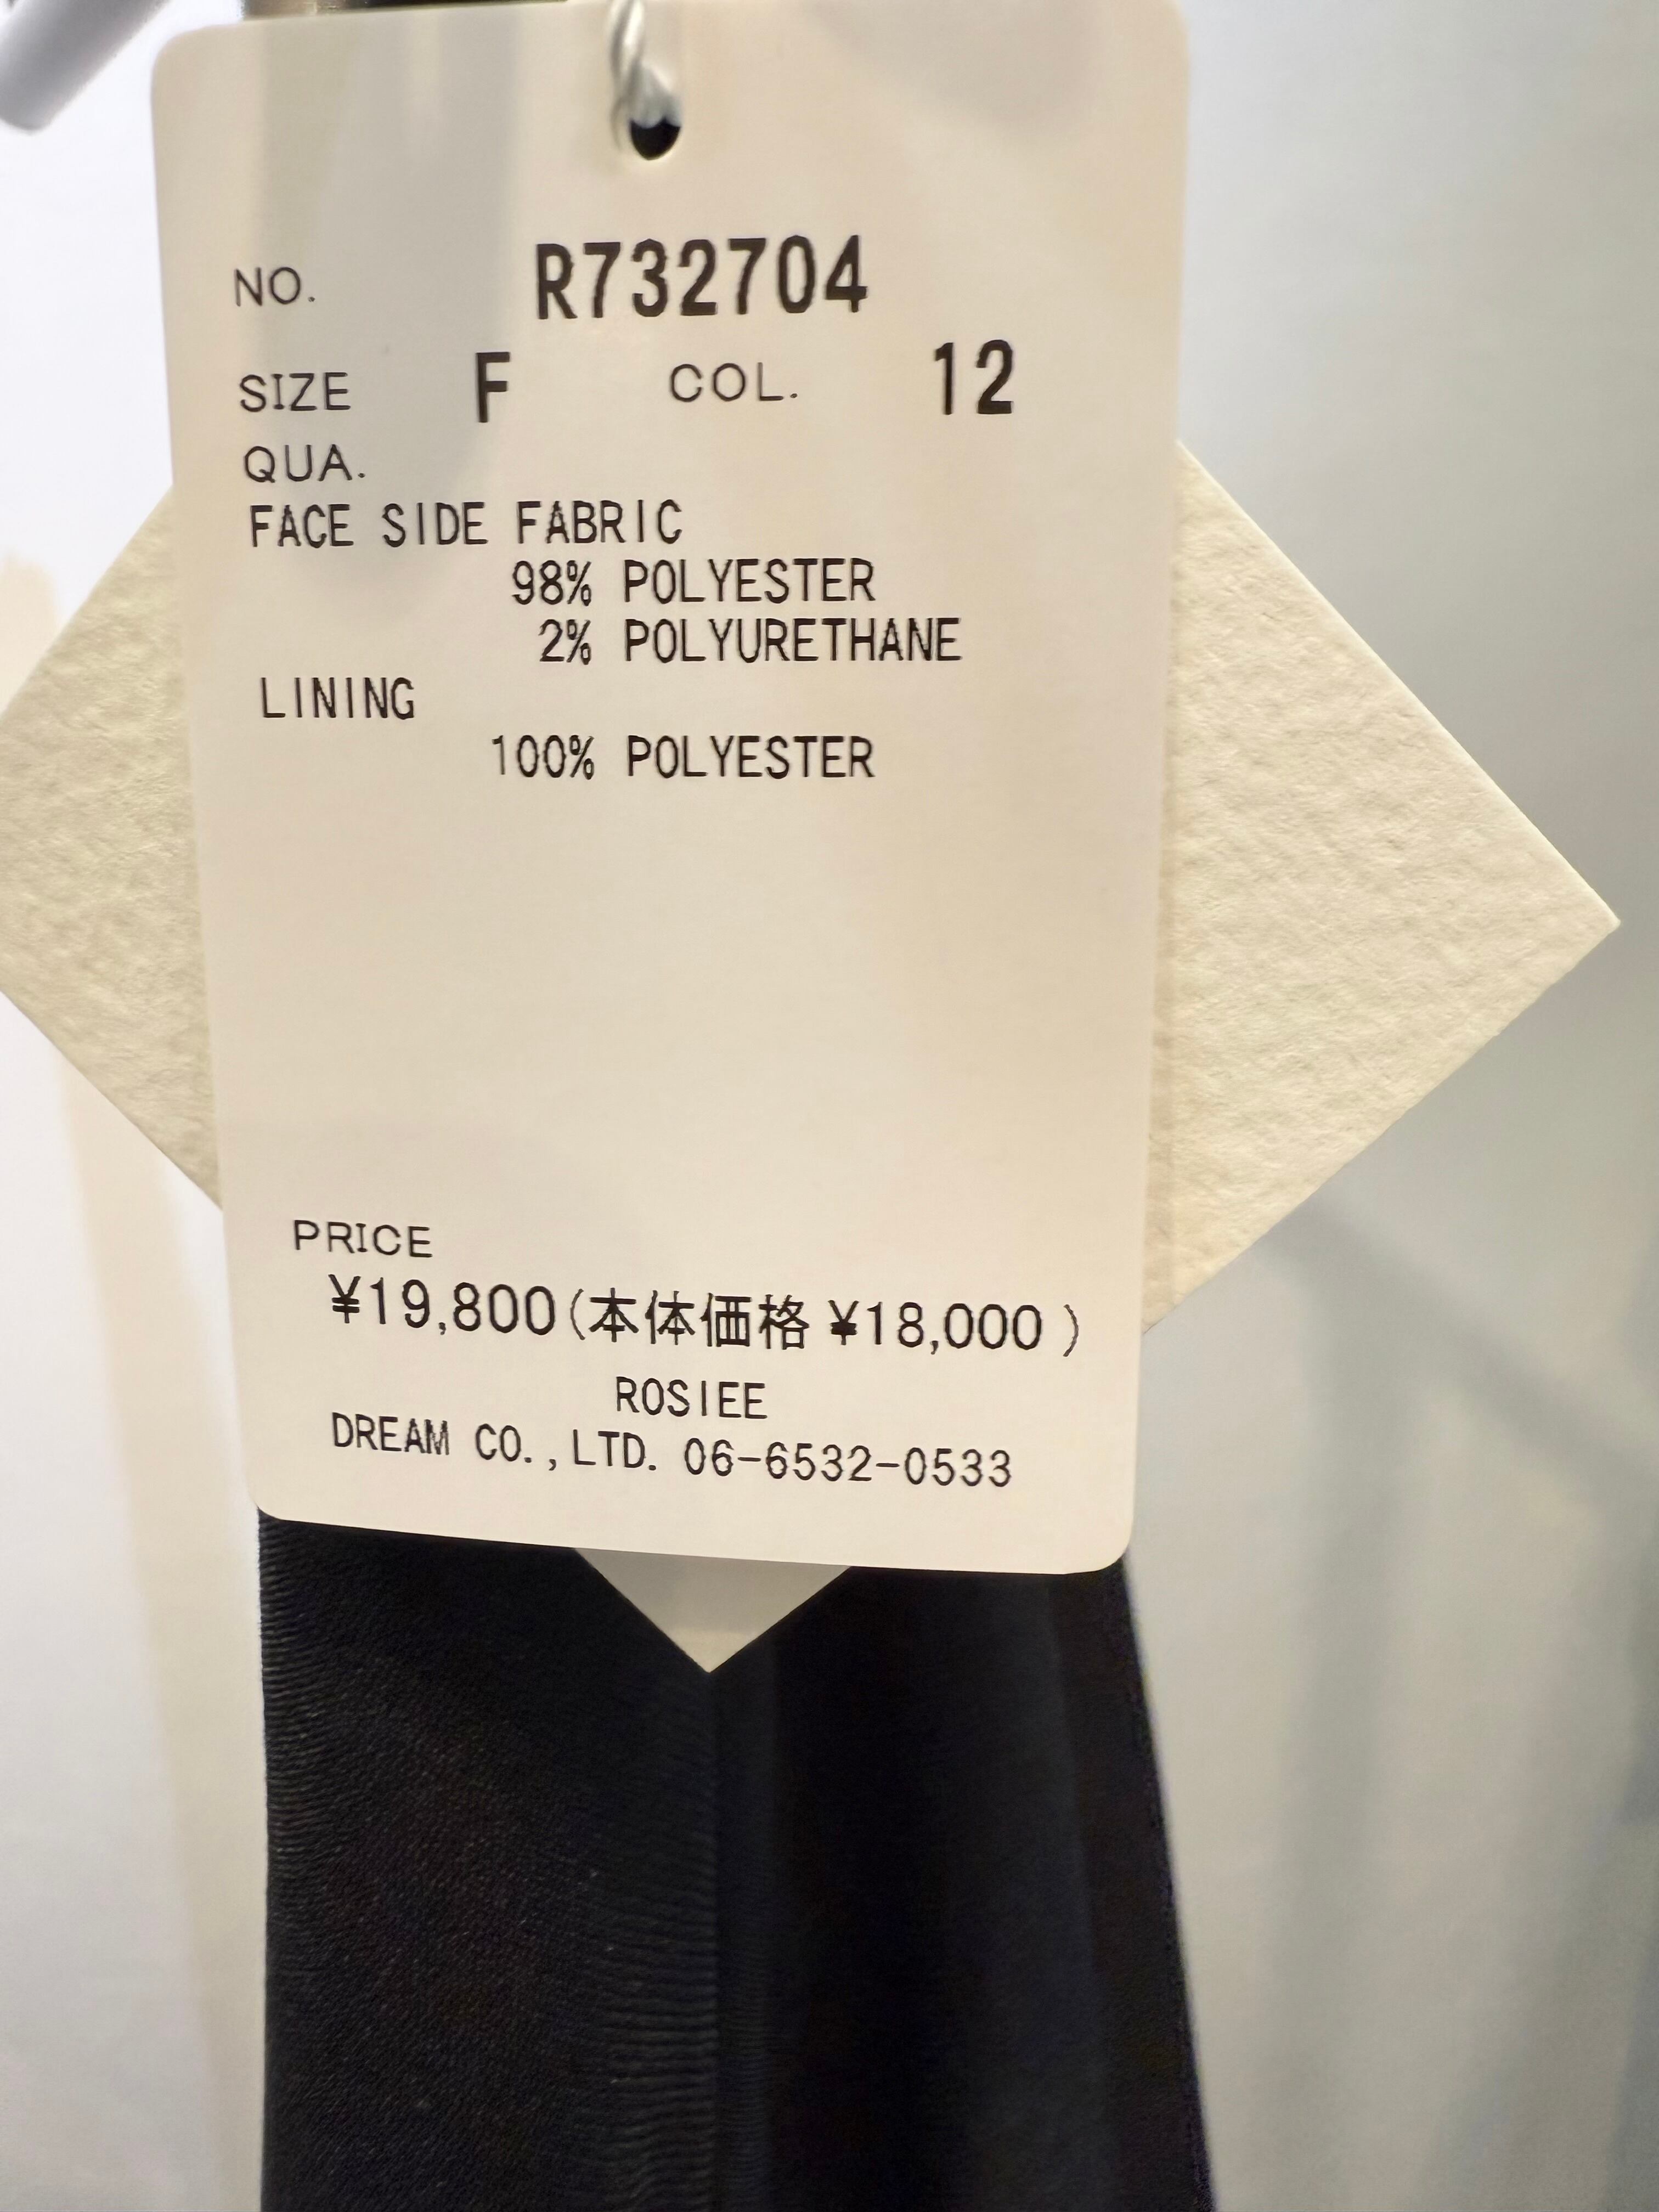 NO. R732704
SIZE F COL. 12
QUA.
FACE SIDE FABRIC
98% POLYESTER
2% POLYURETHANE
LINING
100% POLYESTER
PRICE
¥19,800(本体価格 ¥18,000 )
ROSIEE
DREAM CO.,LTD. 06-6532-0533